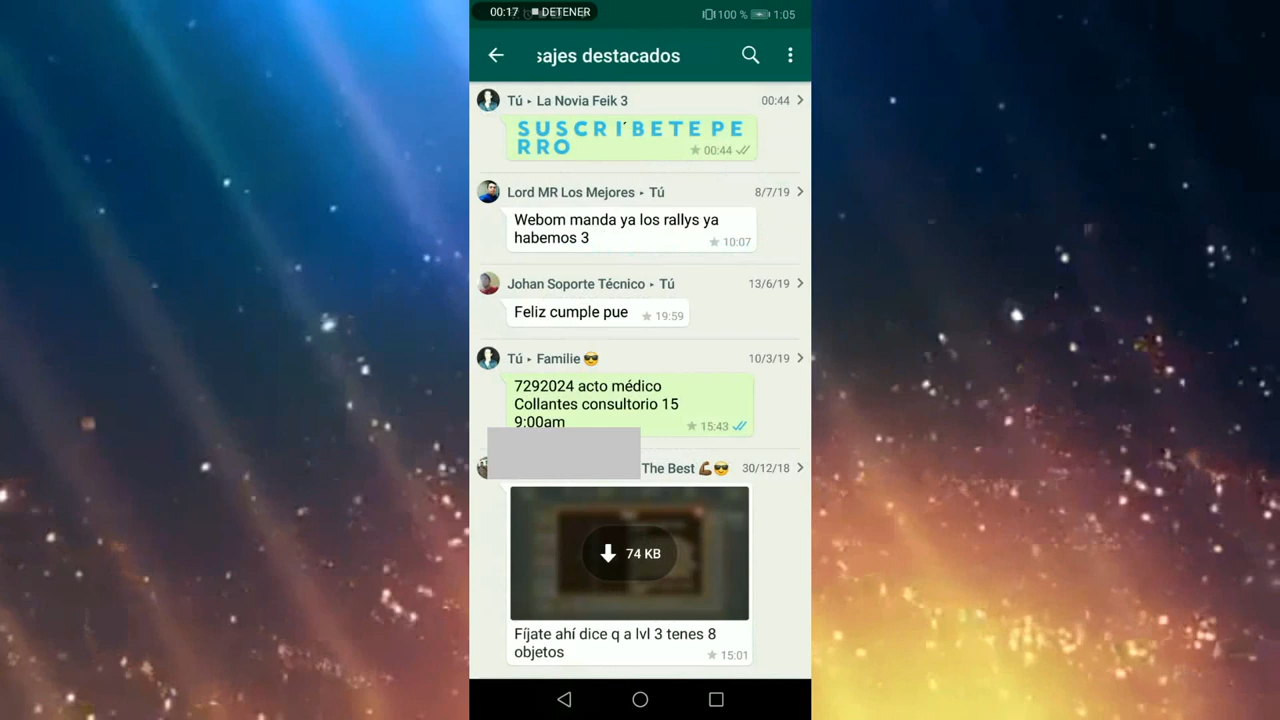 00:17 DETENER 100 % 1:05
sajes destacados
Tú ▸ La Novia Feik 3 00:44
SUSCRÍBETE PE
RRO 00:44
Lord MR Los Mejores ▸ Tú 8/7/19
Webom manda ya los rallys ya
habemos 3 10:07
Johan Soporte Técnico ▸ Tú 13/6/19
Feliz cumple pue 19:59
Tú ▸ Familie 😎 10/3/19
7292024 acto médico
Collantes consultorio 15
9:00am 15:43
The Best 💪🏾😎 30/12/18
74 KB
Fíjate ahí dice q a lvl 3 tenes 8
objetos 15:01